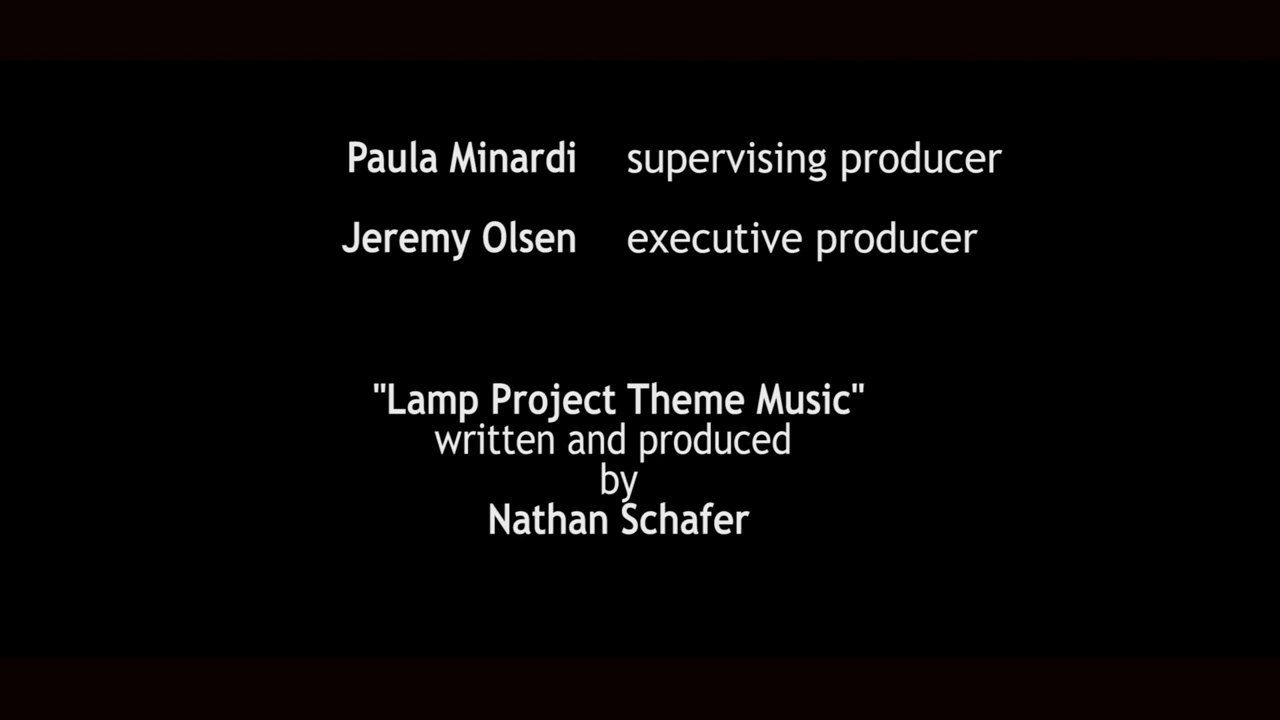 Paula Minardi supervising producer
Jeremy Olsen executive producer
"Lamp Project Theme Music"
written and produced
by
Nathan Schafer